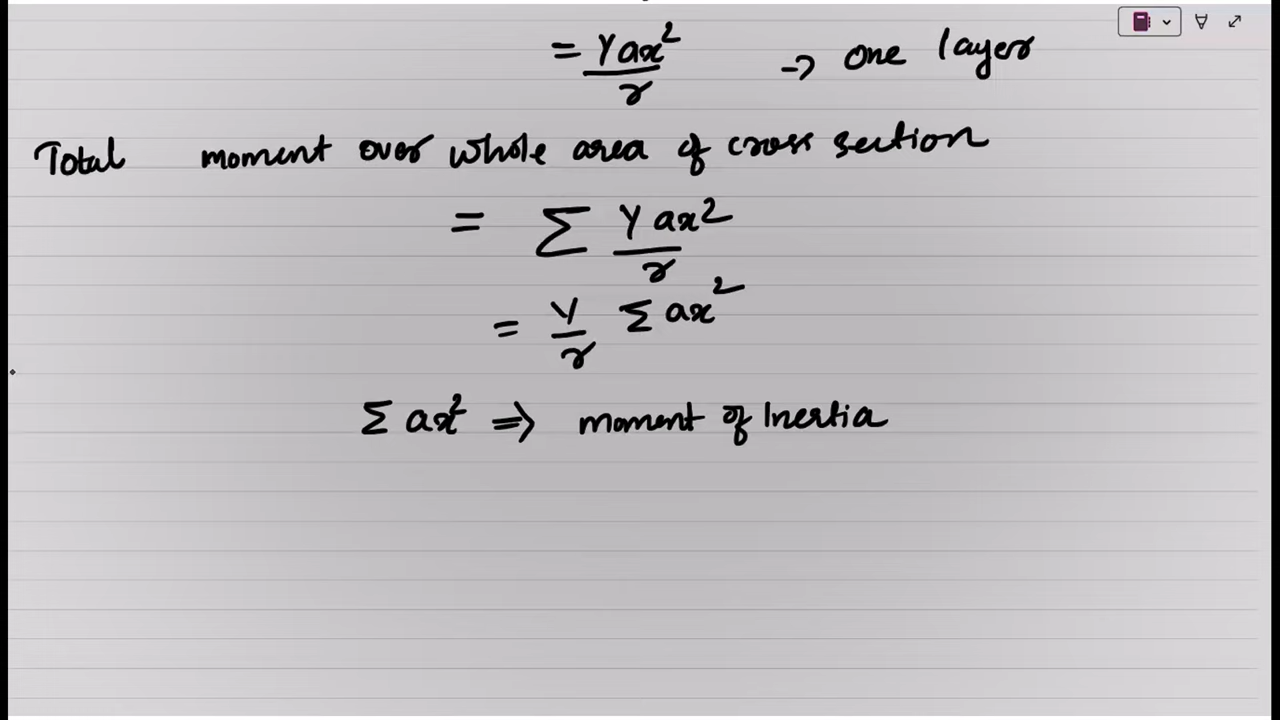 = Yax²/r → one layer
Total moment over whole area of cross section
= Σ Yax²/r
= Y/r Σ ax²
Σ ax² ⇒ moment of Inertia